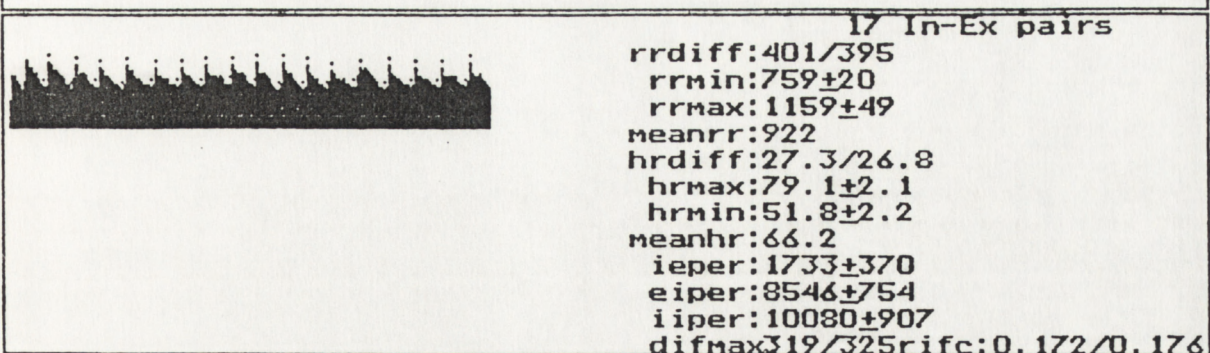 17 In-Ex pairs
rrdiff:401/395
rrmin:759±20
rrmax:1159±49
meanrr:922
hrdiff:27.3/26.8
hrmax:79.1±2.1
hrmin:51.8±2.2
meanhr:66.2
ieper:1733±370
eiper:8546±754
iiper:10080±907
difmax319/325rifc:0.172/0.176